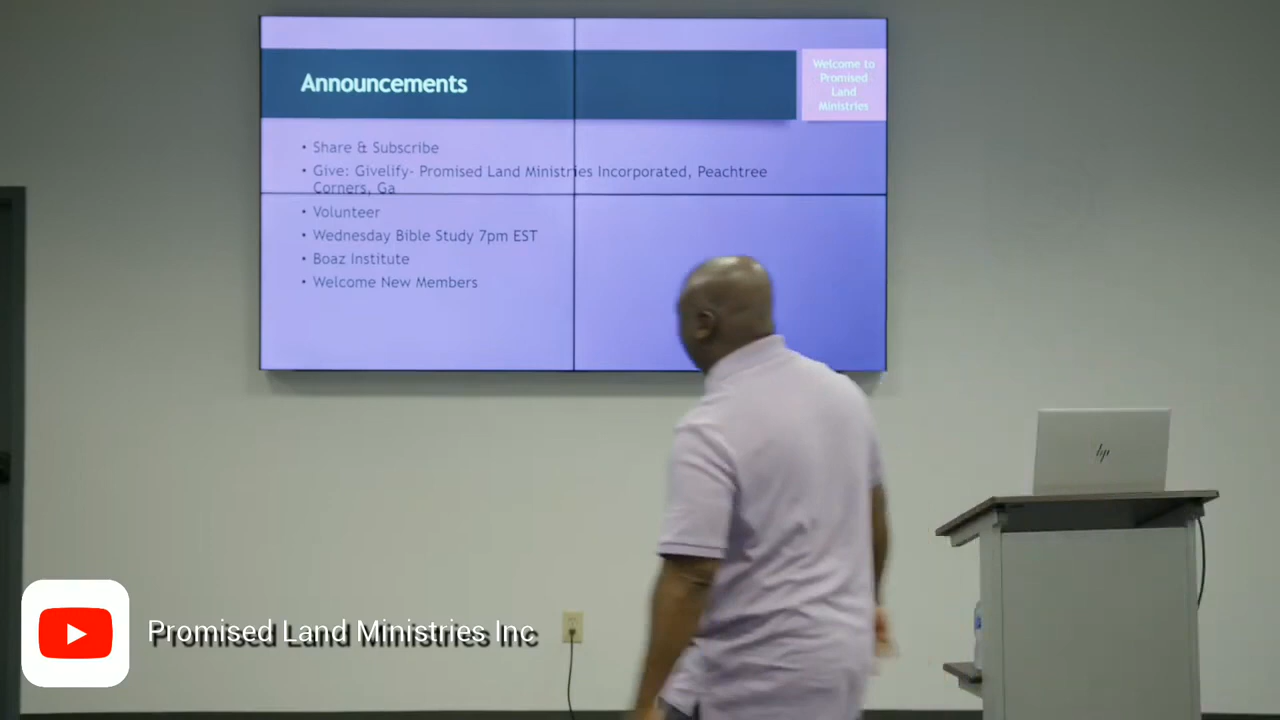 Announcements
Welcome to
Promised
Land
Ministries
• Share & Subscribe
• Give: Givelify- Promised Land Ministries Incorporated, Peachtree
Corners, Ga
• Volunteer
• Wednesday Bible Study 7pm EST
• Boaz Institute
• Welcome New Members
hp
Promised Land Ministries Inc